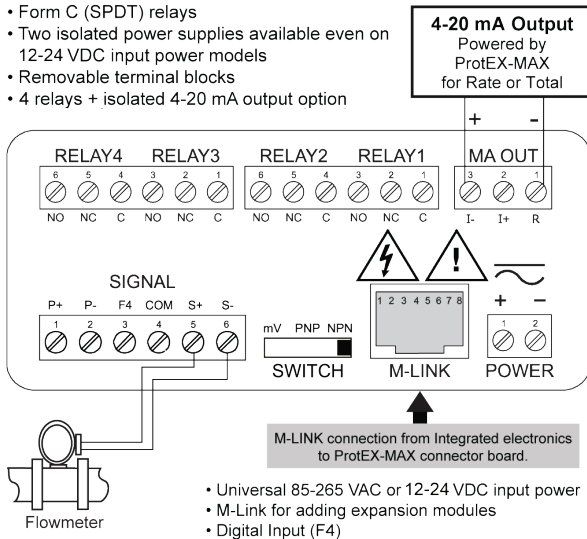 • Form C (SPDT) relays
• Two isolated power supplies available even on
12-24 VDC input power models
• Removable terminal blocks
• 4 relays + isolated 4-20 mA output option
4-20 mA Output
Powered by
ProtEX-MAX
for Rate or Total
+ -
RELAY4 RELAY3 RELAY2 RELAY1 MA OUT
6 5 4 3 2 1 6 5 4 3 2 1 3 2 1
NO NC C NO NC C NO NC C NO NC C I- I+ R
SIGNAL
P+ P- F4 COM S+ S-
1 2 3 4 5 6
mV PNP NPN
SWITCH
!
1 2 3 4 5 6 7 8
M-LINK
+ -
1 2
POWER
M-LINK connection from Integrated electronics
to ProtEX-MAX connector board.
Flowmeter
• Universal 85-265 VAC or 12-24 VDC input power
• M-Link for adding expansion modules
• Digital Input (F4)